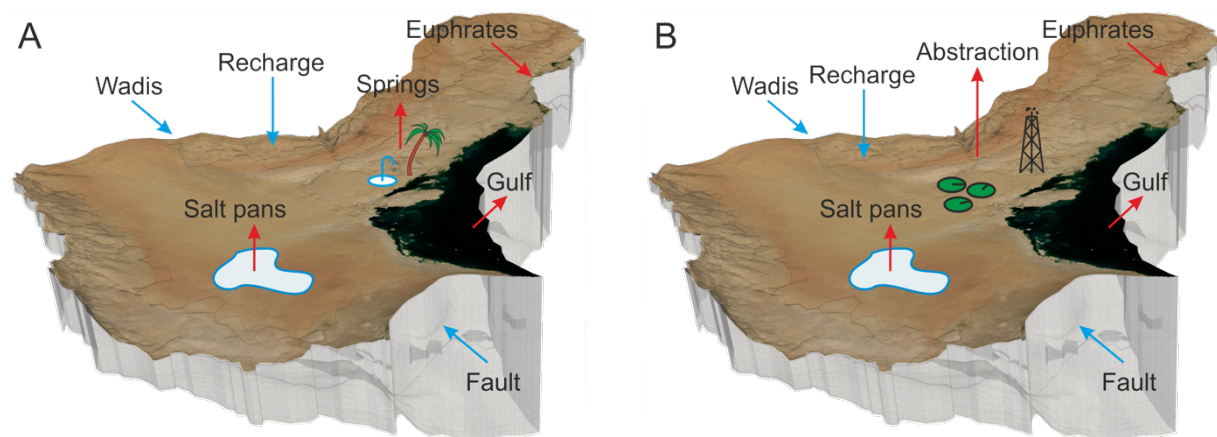 A
Euphrates
Recharge
Wadis
Springs
Gulf
Salt pans
Fault
B
Euphrates
Abstraction
Recharge
Wadis
Gulf
Salt pans
Fault